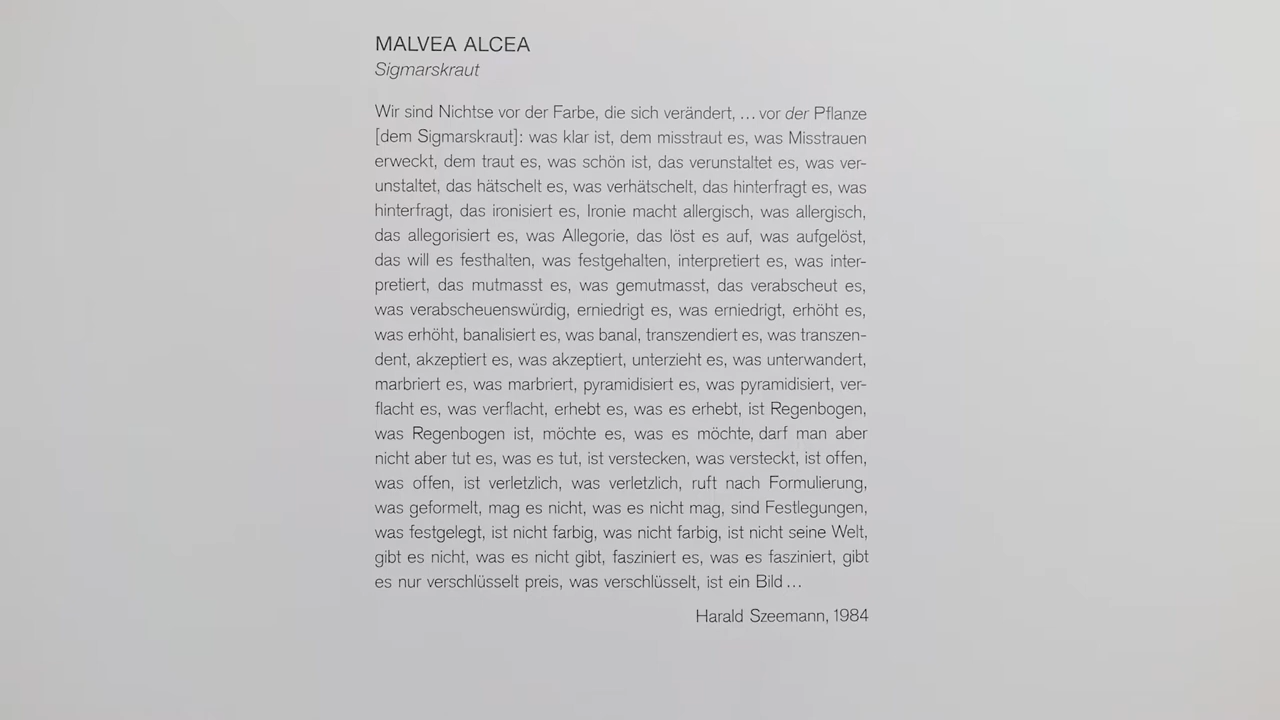 MALVEA ALCEA
Sigmarskraut
Wir sind Nichtse vor der Farbe, die sich verändert, ... vor der Pflanze
[dem Sigmarskraut]: was klar ist, dem misstraut es, was Misstrauen
erweckt, dem traut es, was schön ist, das verunstaltet es, was ver-
unstaltet, das hätschelt es, was verhätschelt, das hinterfragt es, was
hinterfragt, das ironisiert es, Ironie macht allergisch, was allergisch,
das allegorisiert es, was Allegorie, das löst es auf, was aufgelöst,
das will es festhalten, was festgehalten, interpretiert es, was inter-
pretiert, das mutmasst es, was gemutmasst, das verabscheut es,
was verabscheuenswürdig, erniedrigt es, was erniedrigt, erhöht es,
was erhöht, banalisiert es, was banal, transzendiert es, was transzen-
dent, akzeptiert es, was akzeptiert, unterzieht es, was unterwandert,
marbriert es, was marbriert, pyramidisiert es, was pyramidisiert, ver-
flacht es, was verflacht, erhebt es, was es erhebt, ist Regenbogen,
was Regenbogen ist, möchte es, was es möchte, darf man aber
nicht aber tut es, was es tut, ist verstecken, was versteckt, ist offen,
was offen, ist verletzlich, was verletzlich, ruft nach Formulierung,
was geformelt, mag es nicht, was es nicht mag, sind Festlegungen,
was festgelegt, ist nicht farbig, was nicht farbig, ist nicht seine Welt,
gibt es nicht, was es nicht gibt, fasziniert es, was es fasziniert, gibt
es nur verschlüsselt preis, was verschlüsselt, ist ein Bild ...
Harald Szeemann, 1984